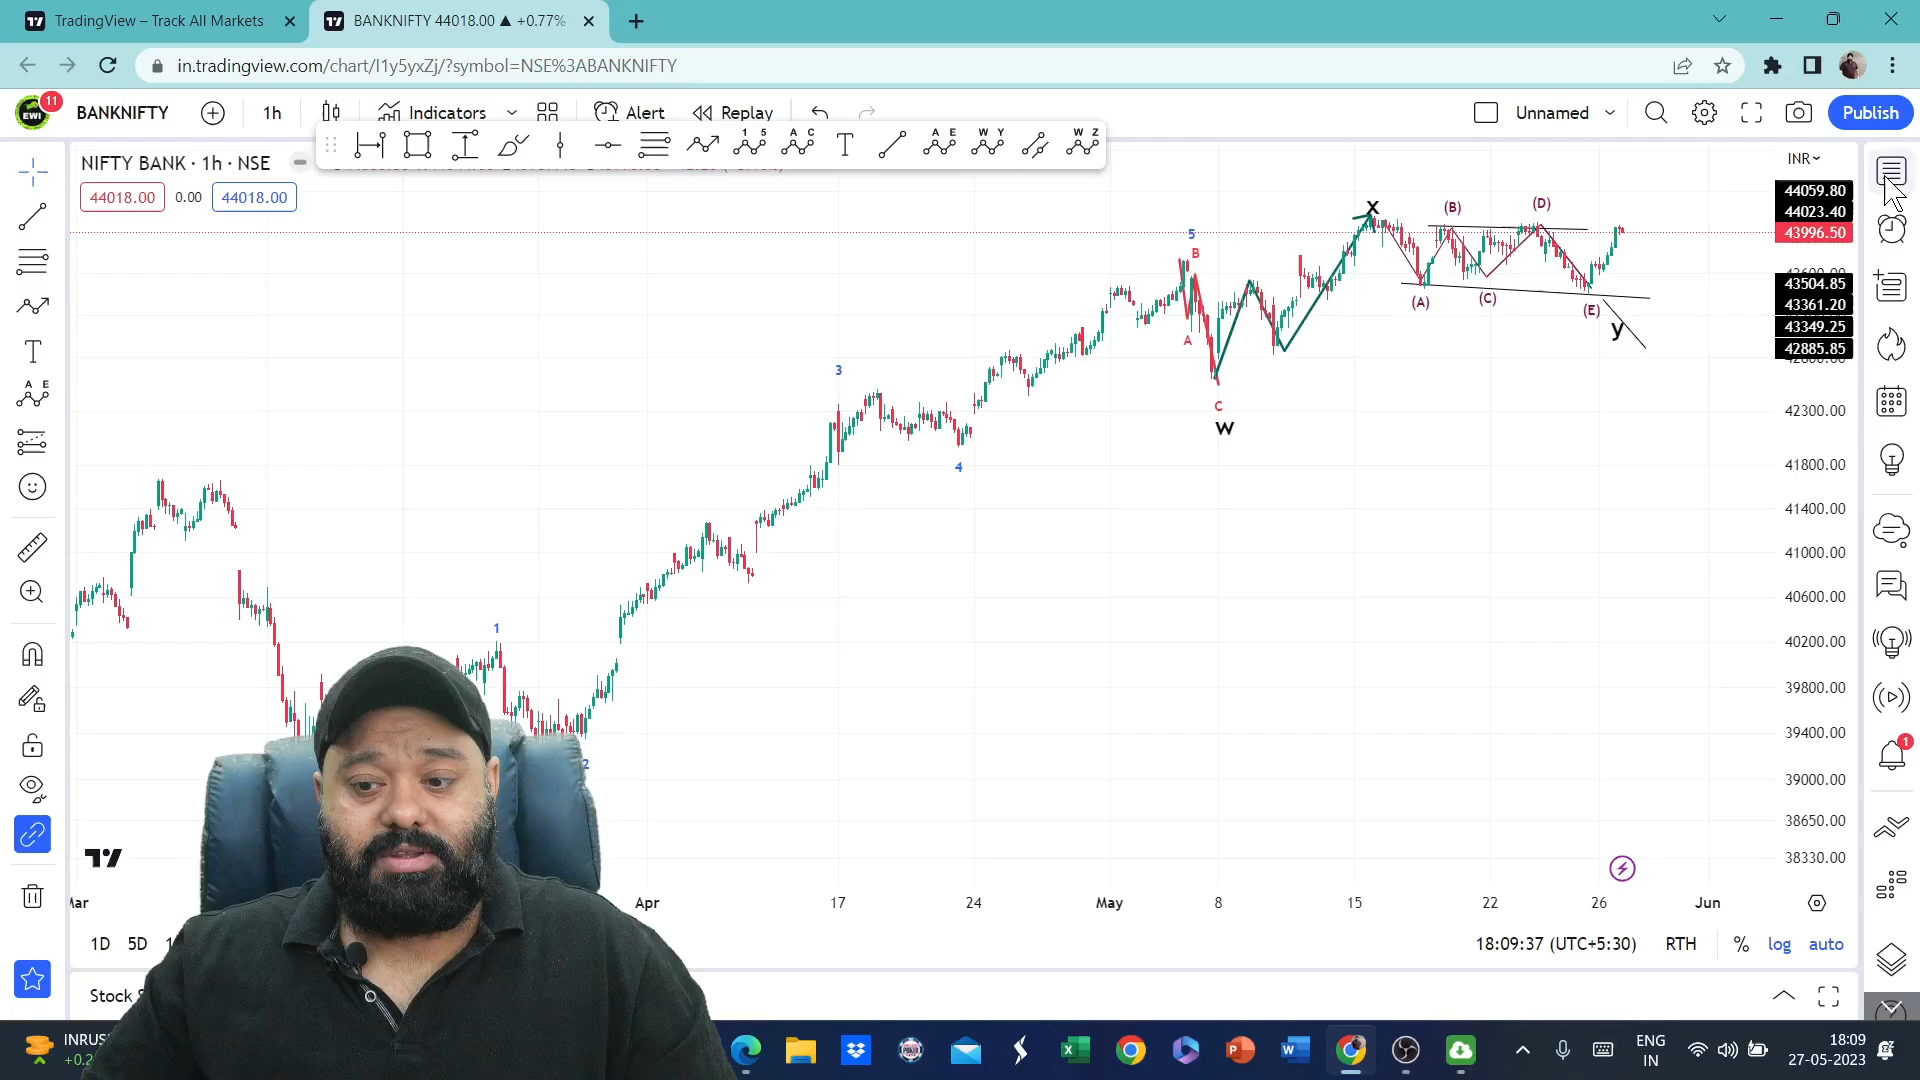 TradingView – Track All Markets
BANKNIFTY 44018.00 ▲ +0.77%
in.tradingview.com/chart/I1y5yxZj/?symbol=NSE%3ABANKNIFTY
11
EWI
BANKNIFTY
1h
Indicators
Alert
Replay
Unnamed
Publish
1 5
A C
T
A E
W Y
W Z
NIFTY BANK · 1h · NSE
INR
44018.00
0.00
44018.00
44059.80
44023.40
43996.50
43504.85
43361.20
43349.25
42885.85
42300.00
41800.00
41400.00
41000.00
40600.00
40200.00
39800.00
39400.00
39000.00
38650.00
38330.00
X
(B)
(D)
5
B
A
(A)
(C)
(E)
y
C
W
3
4
1
2
T
A E
1
Apr
17
24
May
8
15
22
26
Jun
1D
5D
18:09:37 (UTC+5:30)
RTH
%
log
auto
Stock
ENG
IN
18:09
27-05-2023